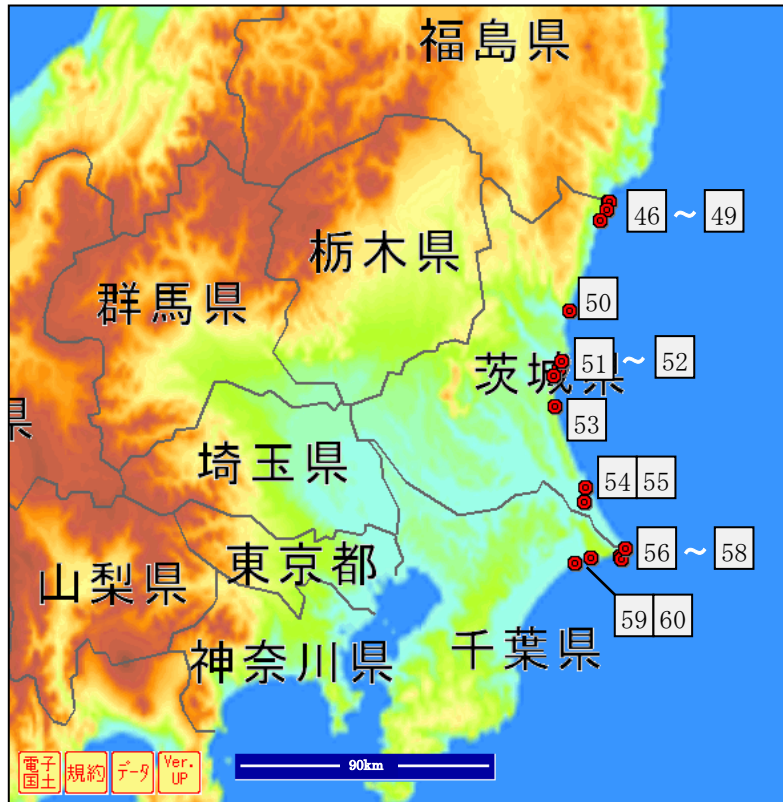 福島県
46 ～ 49
栃木県
群馬県
50
茨城県
51 ～ 52
県
53
埼玉県
54 55
東京都
56 ～ 58
山梨県
59 60
千葉県
神奈川県
電子
国土
規約
データ
Ver.
UP
90km